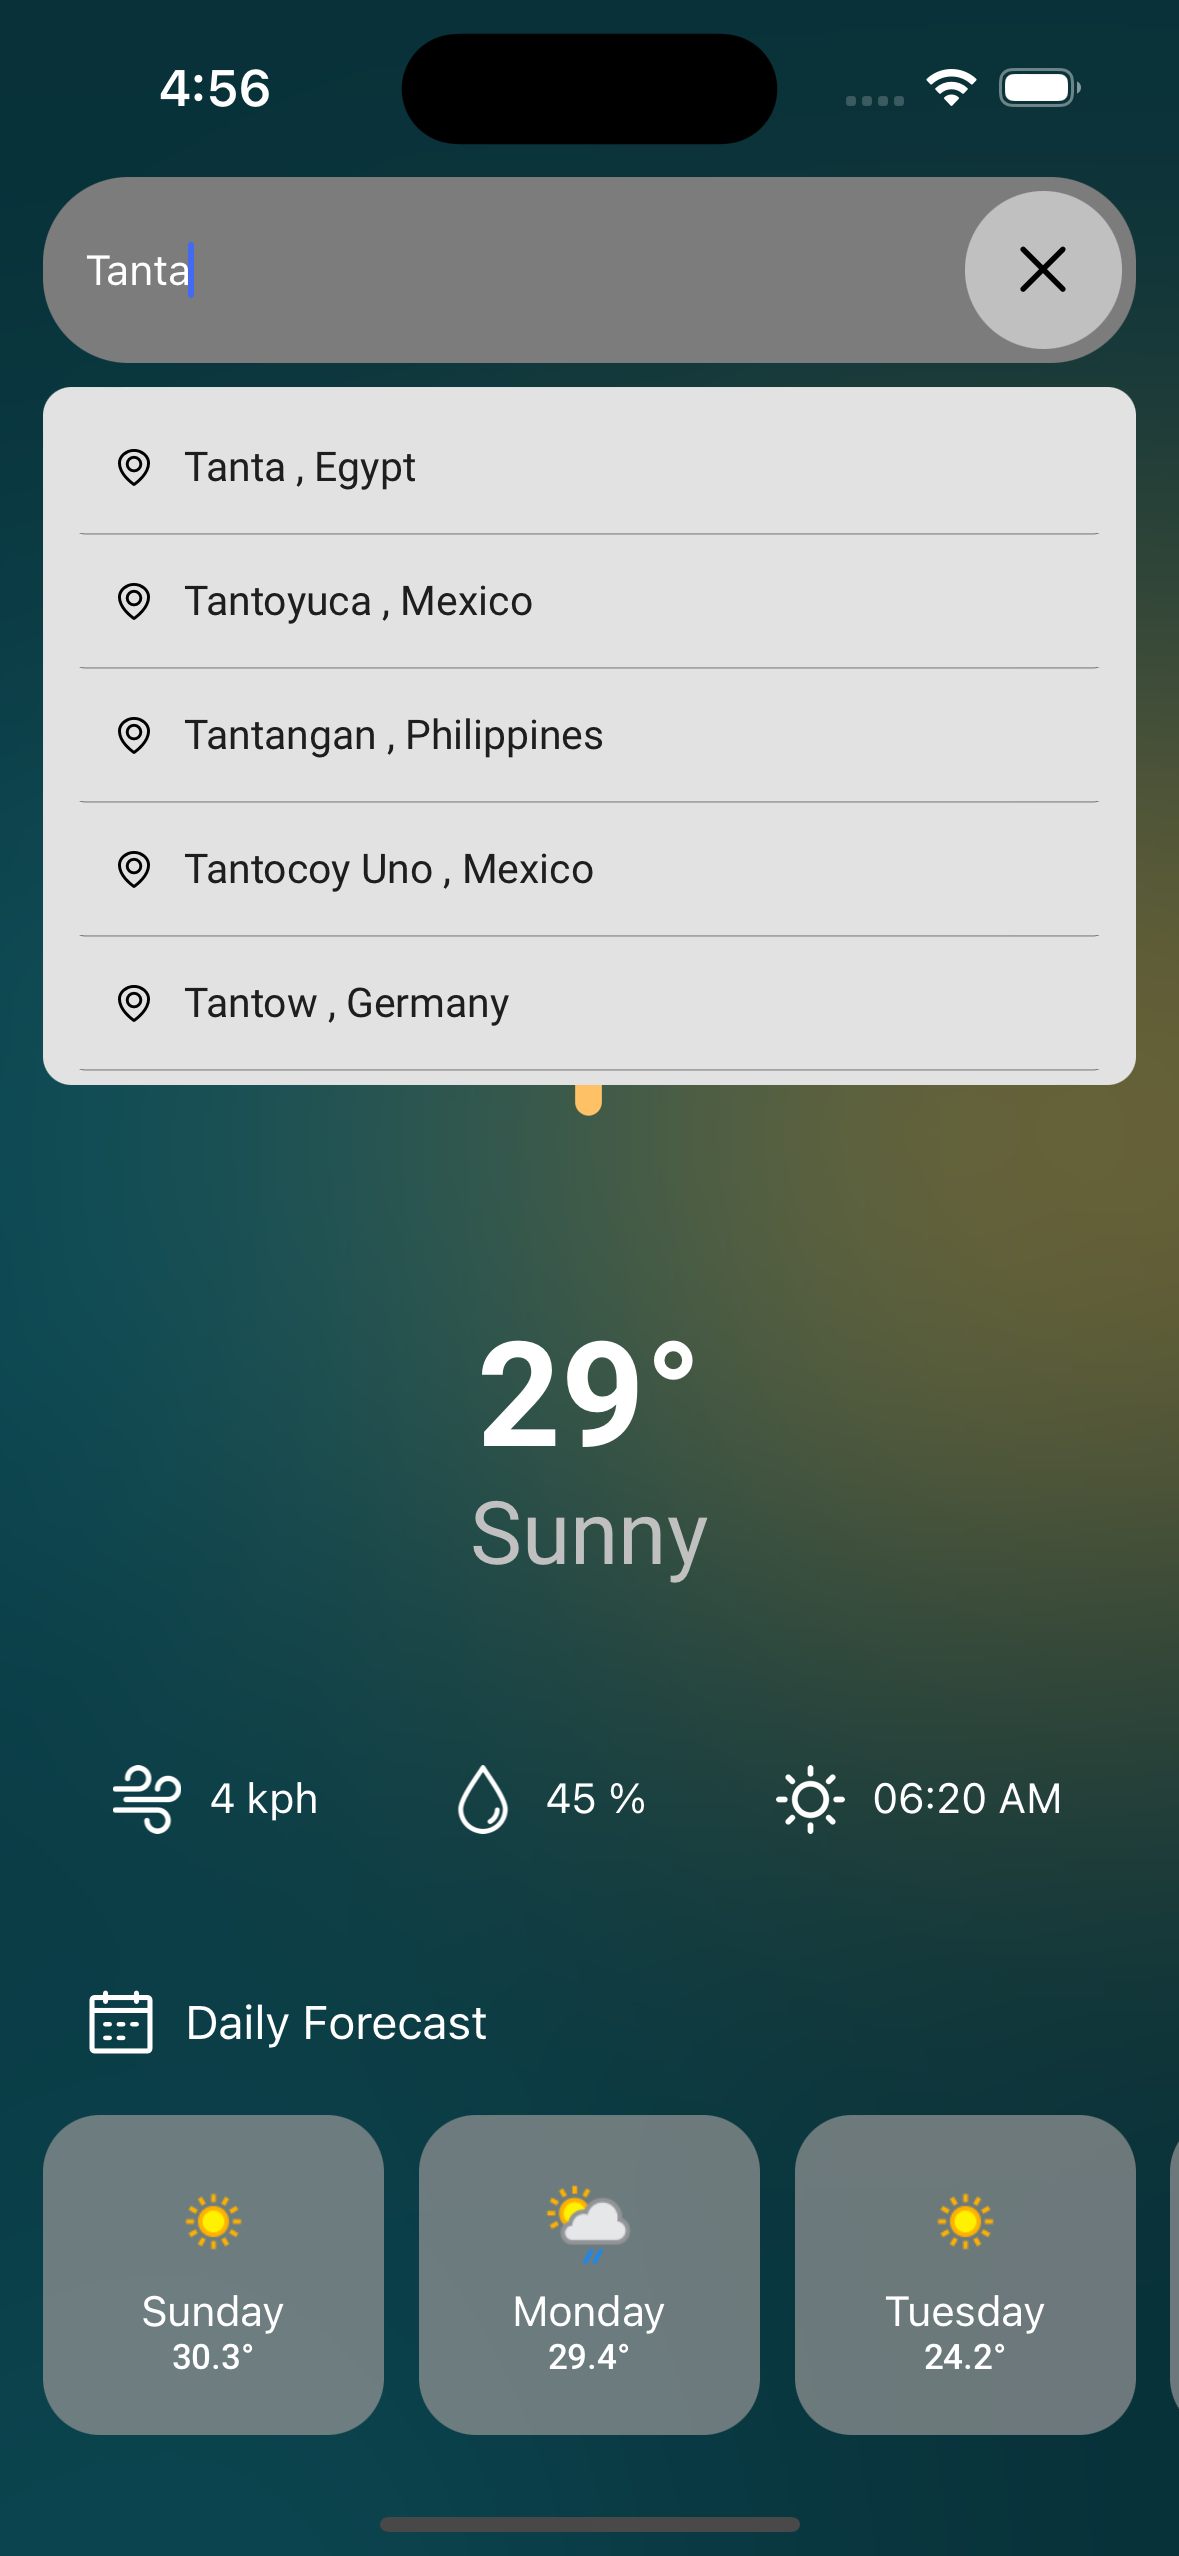 4:56
Tanta
Tanta , Egypt
Tantoyuca , Mexico
Tantangan , Philippines
Tantocoy Uno , Mexico
Tantow , Germany
29°
Sunny
4 kph
45 %
06:20 AM
Daily Forecast
Sunday
30.3°
Monday
29.4°
Tuesday
24.2°